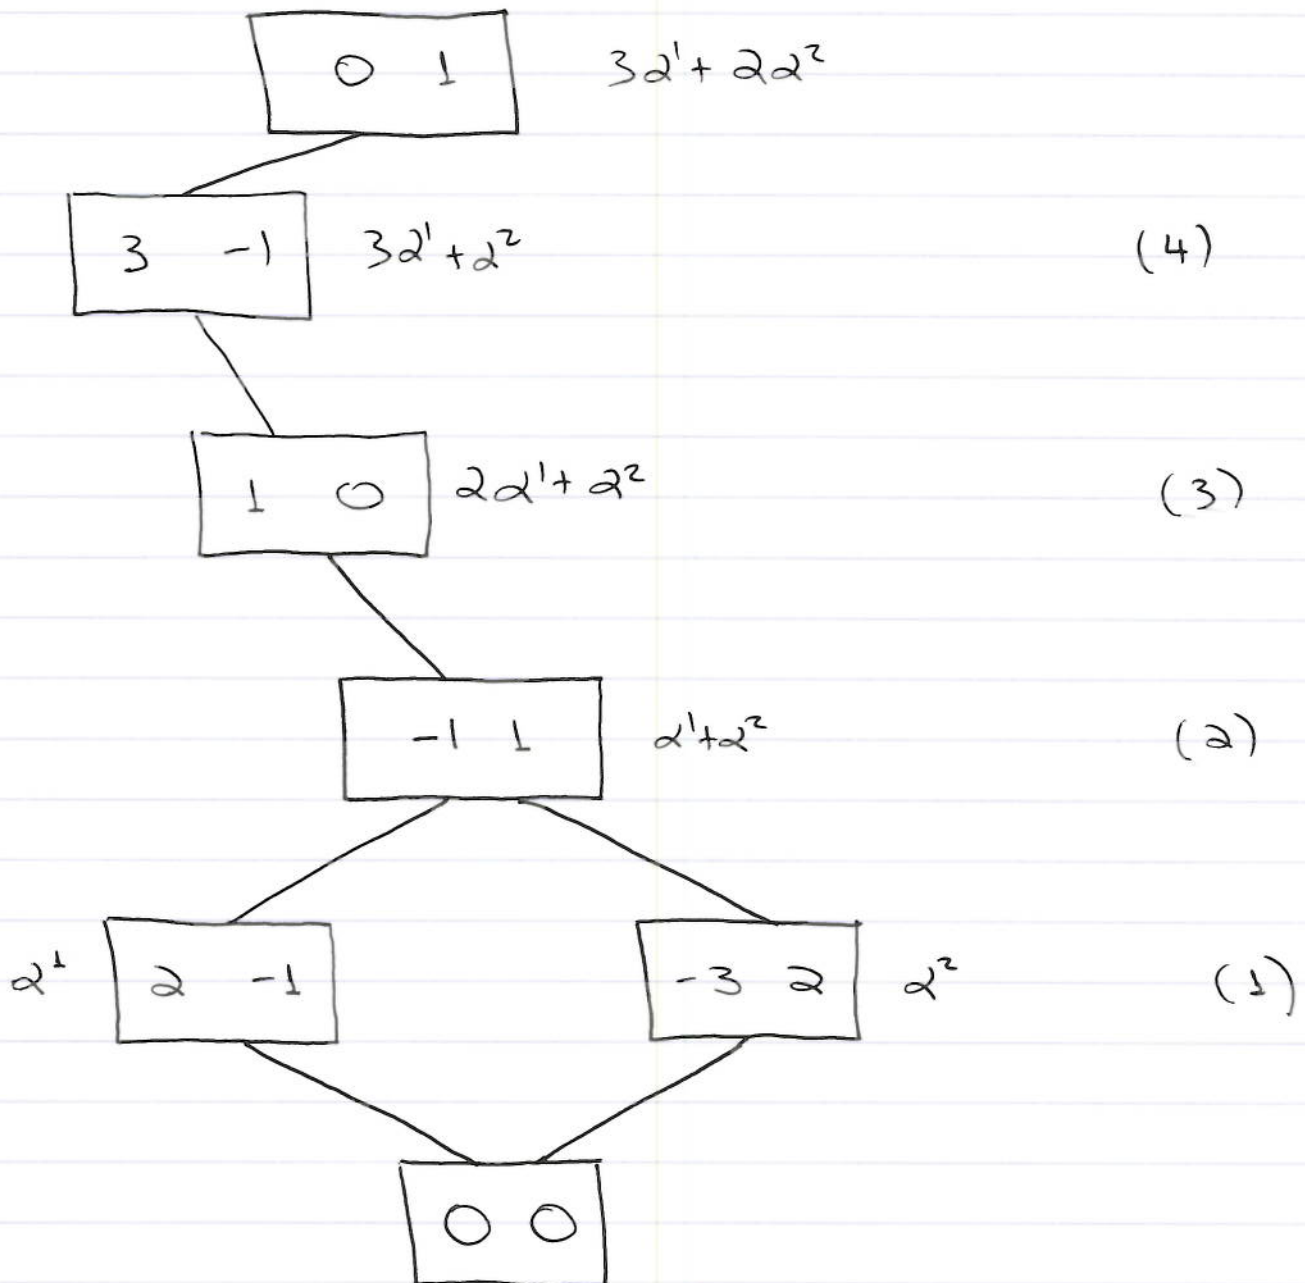 0 1 3α¹ + 2α²
3 -1 3α¹ + α² (4)
1 0 2α¹ + α² (3)
-1 1 α¹ + α² (2)
α¹ 2 -1 -3 2 α² (1)
0 0